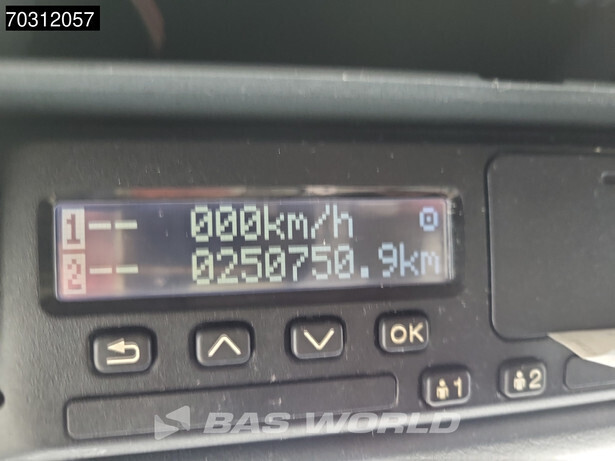 70312057
1 -- 000km/h
2 -- 0250750.9km
OK
1 2
BAS WORLD